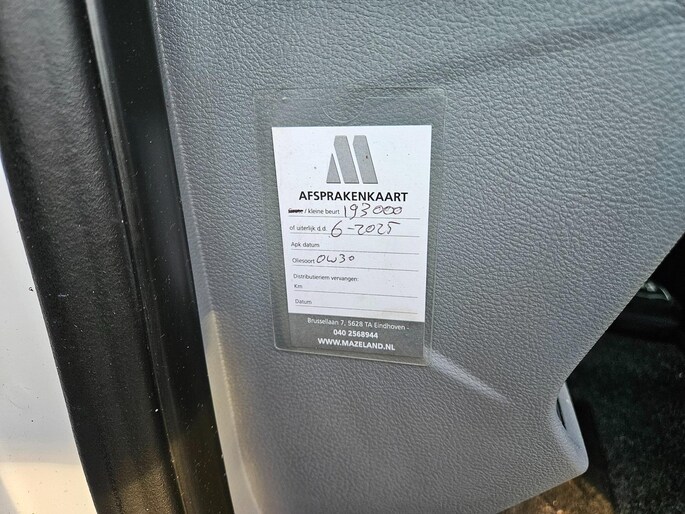 AFSPRAKENKAART
/ kleine beurt 193000
of uiterlijk d.d. 6-2025
Apk datum
Oliesoort 0W30
Distributieriem vervangen:
Km
Datum
Brussellaan 7, 5628 TA Eindhoven -
040 2568944
WWW.MAZELAND.NL